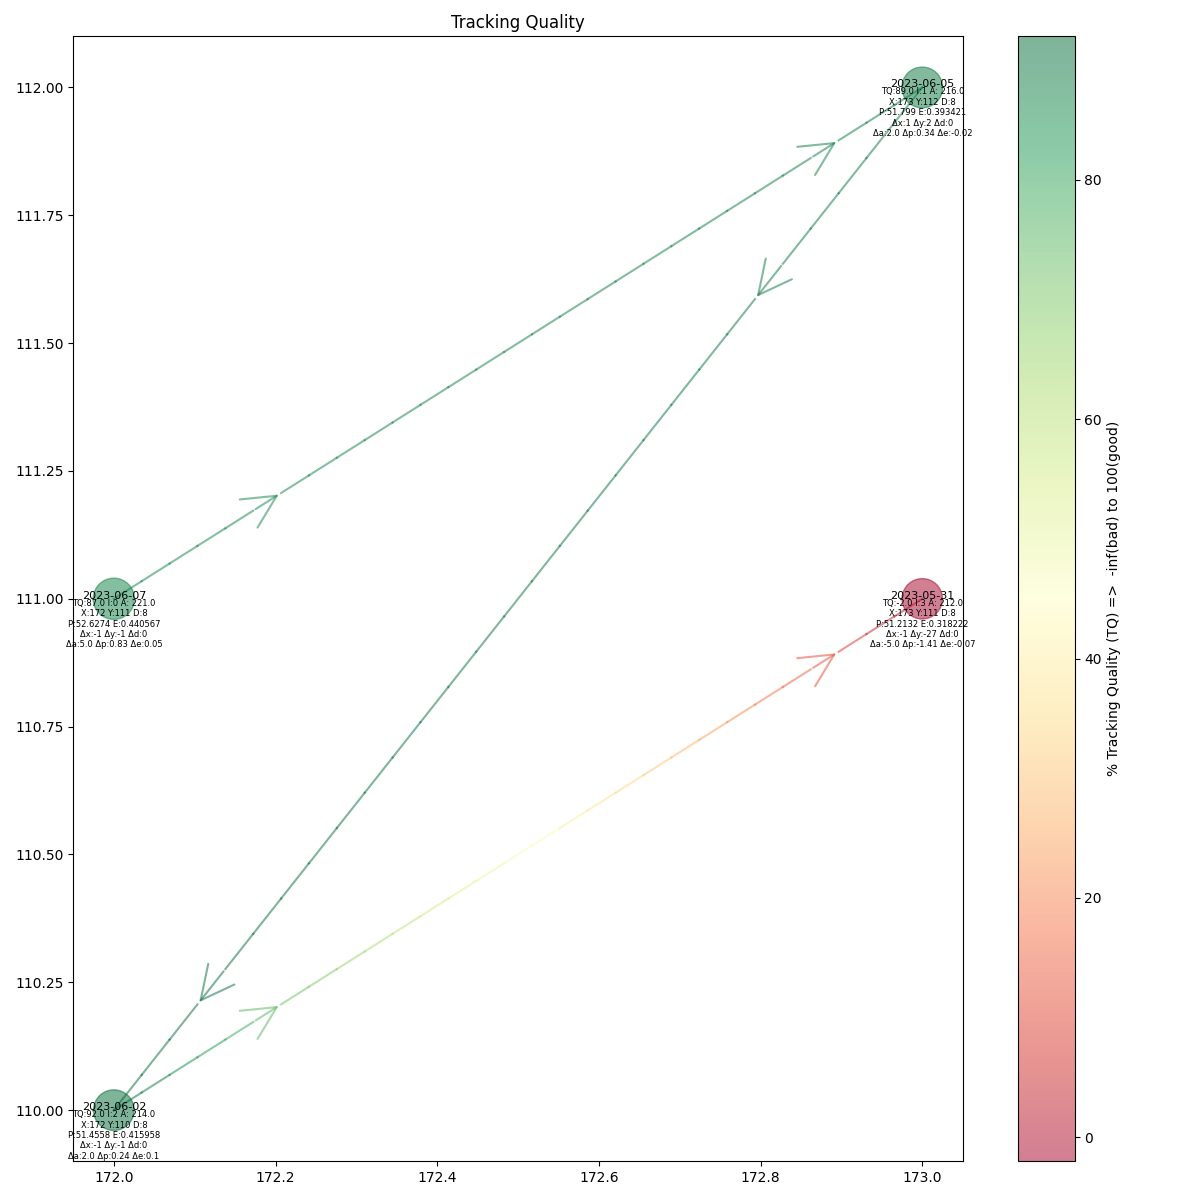 Tracking Quality
112.00
111.75
111.50
111.25
111.00
110.75
110.50
110.25
110.00
172.0
172.2
172.4
172.6
172.8
173.0
2023-06-05
TQ:89.0 I:1 A: 216.0
X:173 Y:112 D:8
P:51.799 E:0.393421
Δx:1 Δy:2 Δd:0
Δa:2.0 Δp:0.34 Δe:-0.02
2023-06-07
TQ:87.0 I:0 A: 221.0
X:172 Y:111 D:8
P:52.6274 E:0.440567
Δx:-1 Δy:-1 Δd:0
Δa:5.0 Δp:0.83 Δe:0.05
2023-05-31
TQ:-2.0 I:3 A: 212.0
X:173 Y:111 D:8
P:51.2132 E:0.318222
Δx:-1 Δy:-27 Δd:0
Δa:-5.0 Δp:-1.41 Δe:-0.07
2023-06-02
TQ:92.0 I:2 A: 214.0
X:172 Y:110 D:8
P:51.4558 E:0.415958
Δx:-1 Δy:-1 Δd:0
Δa:2.0 Δp:0.24 Δe:0.1
80
60
40
20
0
% Tracking Quality (TQ) => -inf(bad) to 100(good)